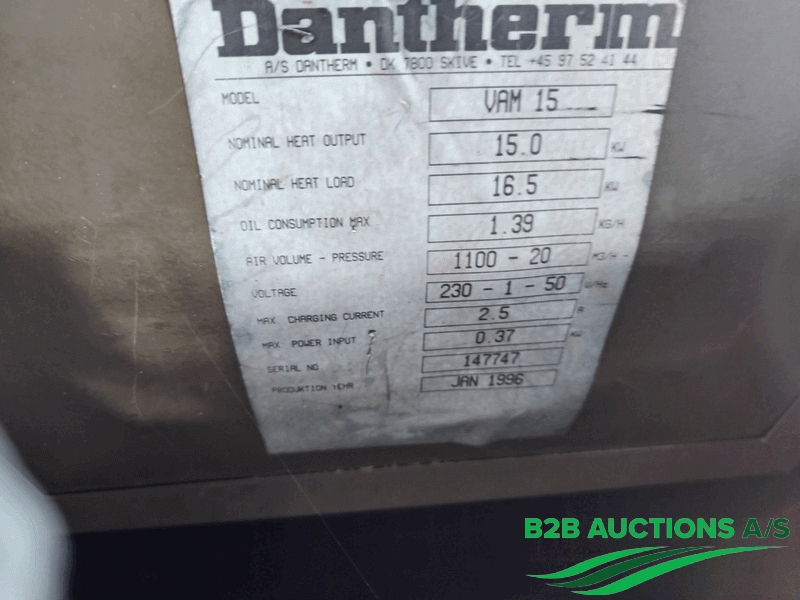 Dantherm
A/S DANTHERM • DK 7800 SKIVE • TEL +45 97 52 41 44
MODEL VAM 15
NOMINAL HEAT OUTPUT 15.0 KW
NOMINAL HEAT LOAD 16.5 KW
OIL CONSUMPTION MAX 1.39 KG/H
AIR VOLUME - PRESSURE 1100 - 20 M3/H -
VOLTAGE 230 - 1 - 50 V/Hz
MAX CHARGING CURRENT 2.5 A
MAX POWER INPUT 0.37 KW
SERIAL NO 147747
PRODUKTION JAN 1996
B2B AUCTIONS A/S